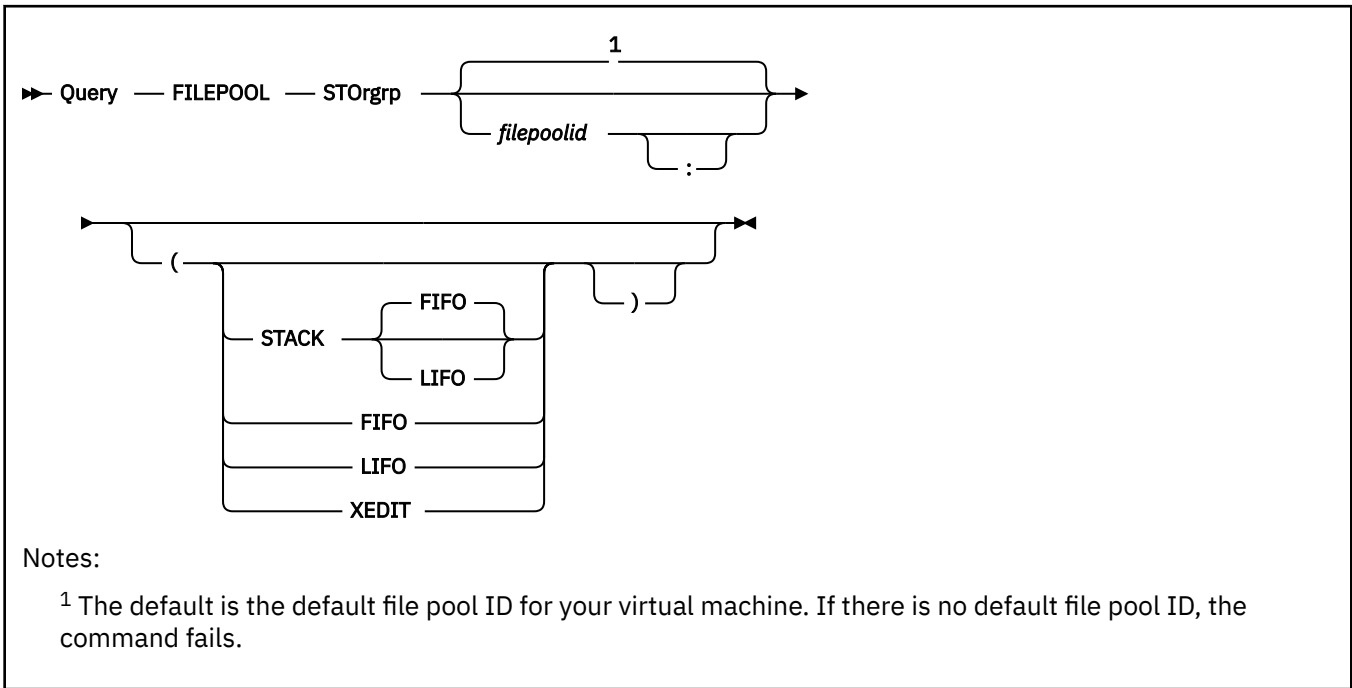 1
Query FILEPOOL STOrgrp
filepoolid
:
(
FIFO
)
STACK
LIFO
FIFO
LIFO
XEDIT
Notes:
1 The default is the default file pool ID for your virtual machine. If there is no default file pool ID, the
command fails.